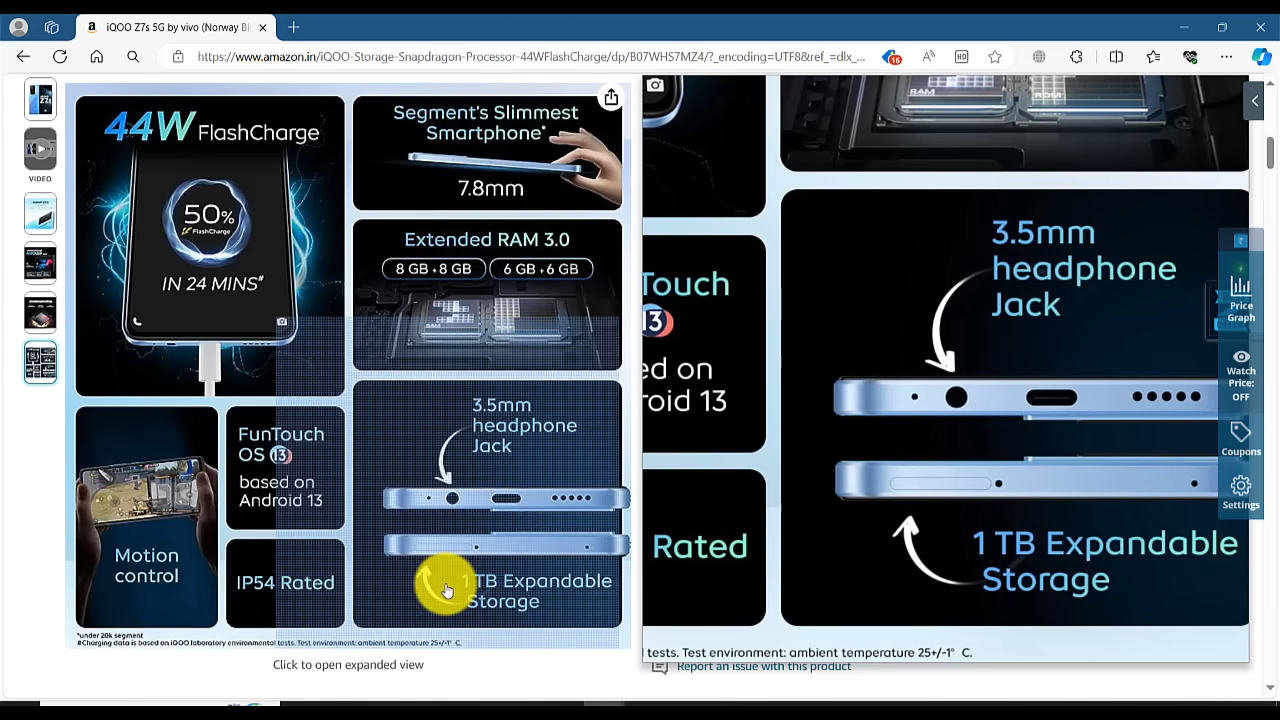 iQOO Z7s 5G by vivo (Norway Bl
https://www.amazon.in/iQOO-Storage-Snapdragon-Processor-44WFlashCharge/dp/B07WHS7MZ4/?_encoding=UTF8&ref_=dlx_...
16
VIDEO
44W FlashCharge
50%
FlashCharge
IN 24 MINS#
Segment's Slimmest
Smartphone*
7.8mm
Extended RAM 3.0
8 GB+8 GB
6 GB+6 GB
RAM
ROM
FunTouch
OS 13
based on
Android 13
3.5mm
headphone
Jack
Motion
control
IP54 Rated
1 TB Expandable
Storage
*under 20k segment
#Charging data is based on iQOO laboratory environmental tests. Test environment: ambient temperature 25+/-1° C.
Click to open expanded view
RAM
ROM
Touch
13
ed on
roid 13
3.5mm
headphone
Jack
Rated
1 TB Expandable
Storage
l tests. Test environment: ambient temperature 25+/-1° C.
Report an issue with this product
Price
Graph
Watch
Price:
OFF
Coupons
Settings